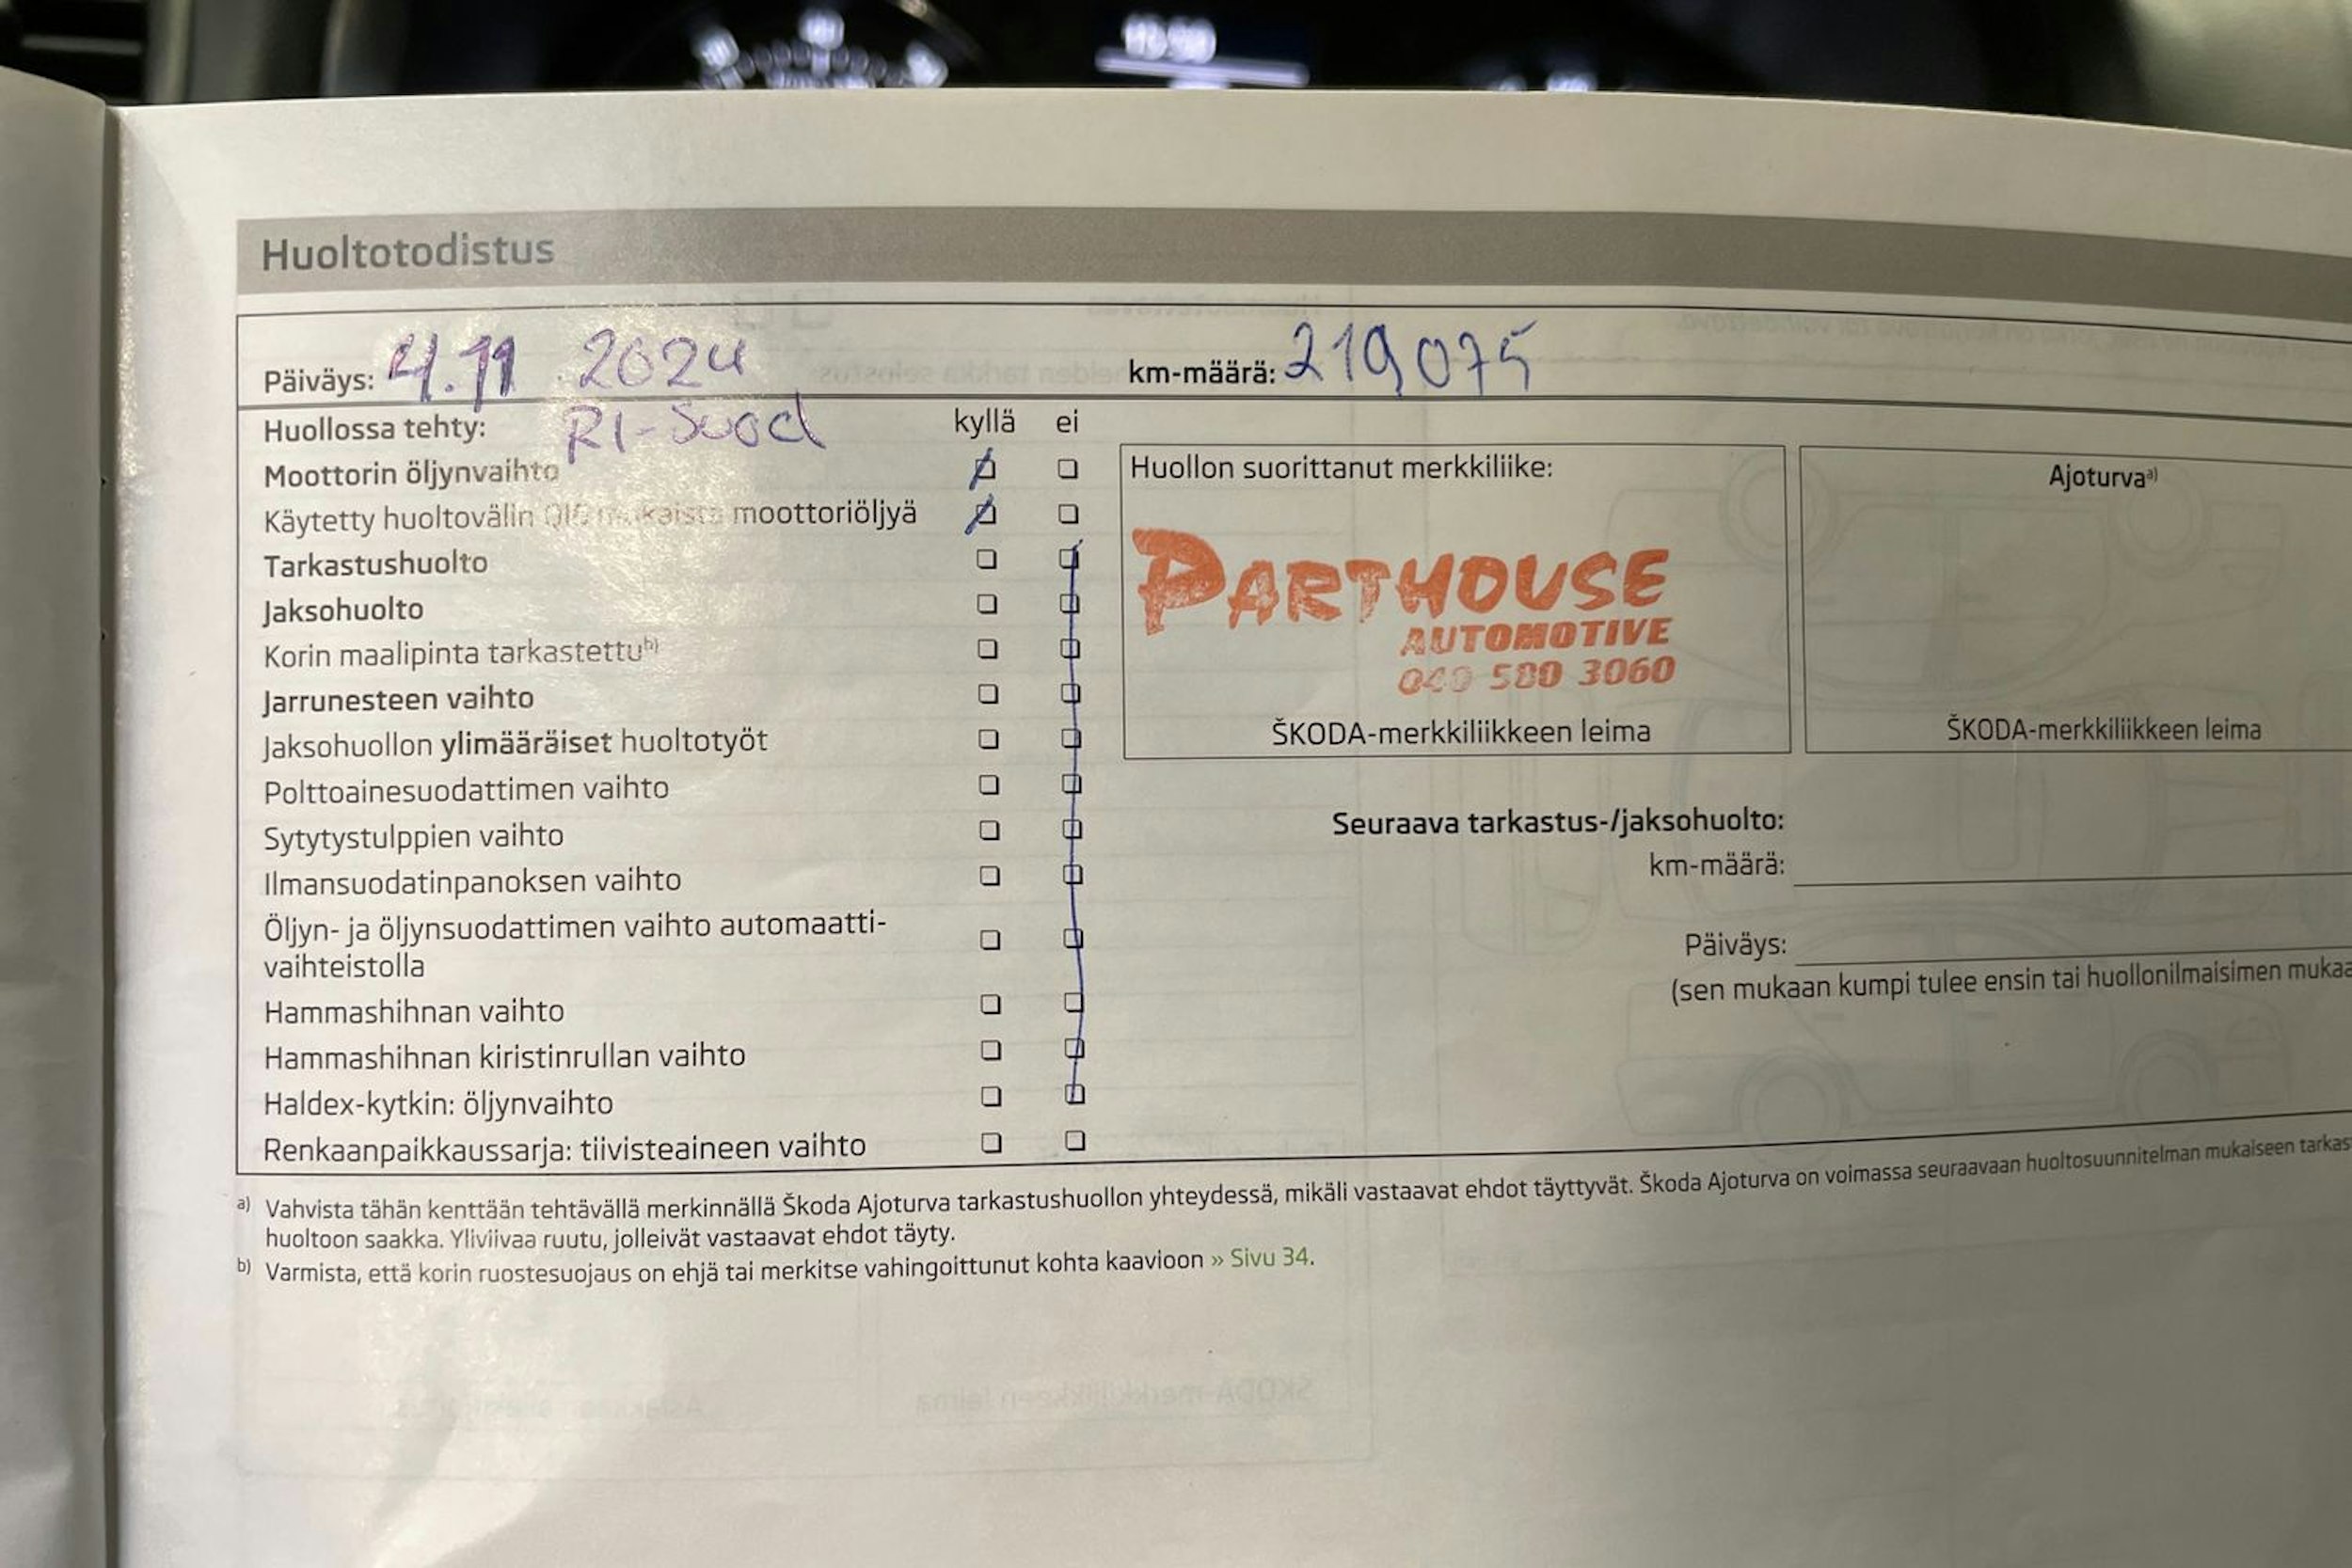 Huoltotodistus
Päiväys: 4.11 2024
km-määrä: 219075
Huollossa tehty: RI-Suod
kyllä ei
Moottorin öljynvaihto
Käytetty huoltovälin moottoriöljyä
Tarkastushuolto
Jaksohuolto
Korin maalipinta tarkastettu b)
Jarrunesteen vaihto
Jaksohuollon ylimääräiset huoltotyöt
Polttoainesuodattimen vaihto
Sytytystulppien vaihto
Ilmansuodatinpanoksen vaihto
Öljyn- ja öljynsuodattimen vaihto automaatti-
vaihteistolla
Hammashihnan vaihto
Hammashihnan kiristinrullan vaihto
Haldex-kytkin: öljynvaihto
Renkaanpaikkaussarja: tiivisteaineen vaihto
Huollon suorittanut merkkiliike:
PARTHOUSE
AUTOMOTIVE
040 580 3060
ŠKODA-merkkiliikkeen leima
Ajoturva a)
ŠKODA-merkkiliikkeen leima
Seuraava tarkastus-/jaksohuolto:
km-määrä:
Päiväys:
(sen mukaan kumpi tulee ensin tai huollonilmaisimen mukaa
a) Vahvista tähän kenttään tehtävällä merkinnällä Škoda Ajoturva tarkastushuollon yhteydessä, mikäli vastaavat ehdot täyttyvät. Škoda Ajoturva on voimassa seuraavaan huoltosuunnitelman mukaiseen tarkas
huoltoon saakka. Yliviivaa ruutu, jolleivät vastaavat ehdot täyty.
b) Varmista, että korin ruostesuojaus on ehjä tai merkitse vahingoittunut kohta kaavioon » Sivu 34.